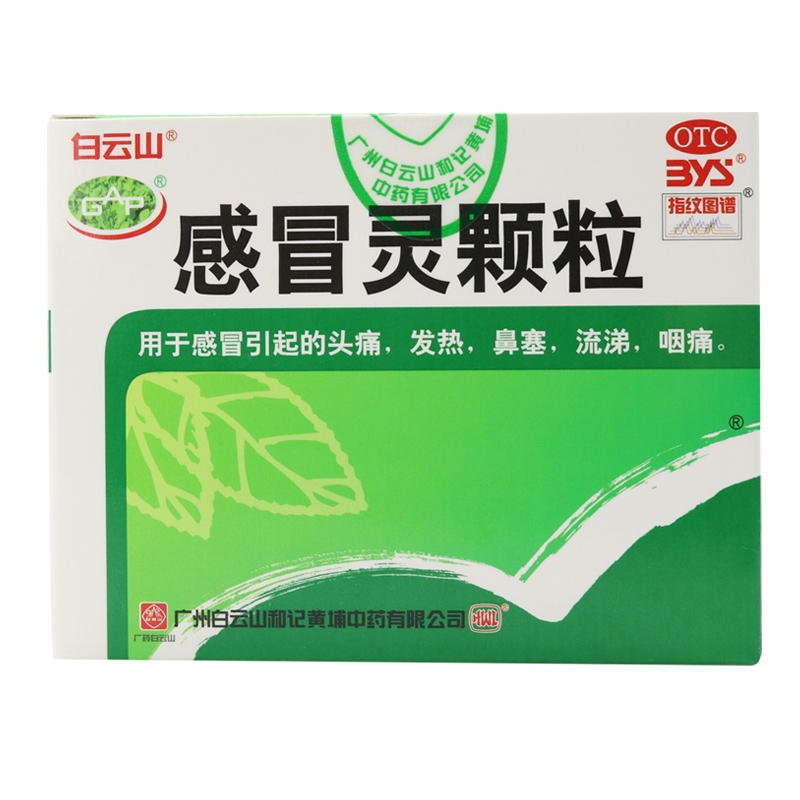 白云山®
GAP®
广州白云山和记黄埔
中药有限公司
OTC
BYS®
指纹图谱®
感冒灵颗粒
用于感冒引起的头痛，发热，鼻塞，流涕，咽痛。
®
广药白云山
广州白云山和记黄埔中药有限公司
®